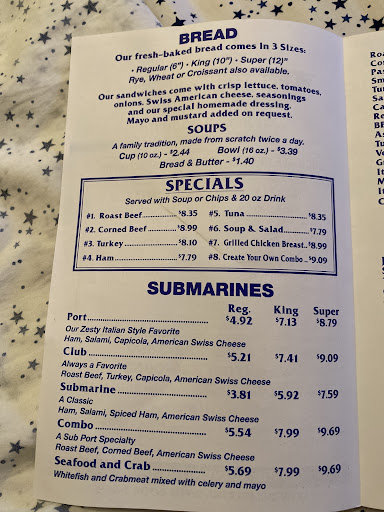 BREAD
Our fresh-baked bread comes in 3 Sizes:
• Regular (6") • King (10") • Super (12)"
Rye, Wheat or Croissant also available.
Our sandwiches come with crisp lettuce, tomatoes,
onions, Swiss American cheese, seasonings
and our special homemade dressing.
Mayo and mustard added on request.
SOUPS
A family tradition, made from scratch twice a day.
Cup (10 oz.) - $2.44 Bowl (16 oz.) - $3.39
Bread & Butter - $1.40
SPECIALS
Served with Soup or Chips & 20 oz Drink
#1. Roast Beef............ $8.35 #5. Tuna.................... $8.35
#2. Corned Beef.......... $8.99 #6. Soup & Salad........ $7.79
#3. Turkey.................. $8.10 #7. Grilled Chicken Breast.. $8.99
#4. Ham..................... $7.79 #8. Create Your Own Combo.. $9.09
SUBMARINES
Reg. King Super
Port................................ $4.92 $7.13 $8.79
Our Zesty Italian Style Favorite
Ham, Salami, Capicola, American Swiss Cheese
Club................................ $5.21 $7.41 $9.09
Always a Favorite
Roast Beef, Turkey, Capicola, American Swiss Cheese
Submarine........................ $3.81 $5.92 $7.59
A Classic
Ham, Salami, Spiced Ham, American Swiss Cheese
Combo............................. $5.54 $7.99 $9.69
A Sub Port Specialty
Roast Beef, Corned Beef, American Swiss Cheese
Seafood and Crab............. $5.69 $7.99 $9.69
Whitefish and Crabmeat mixed with celery and mayo